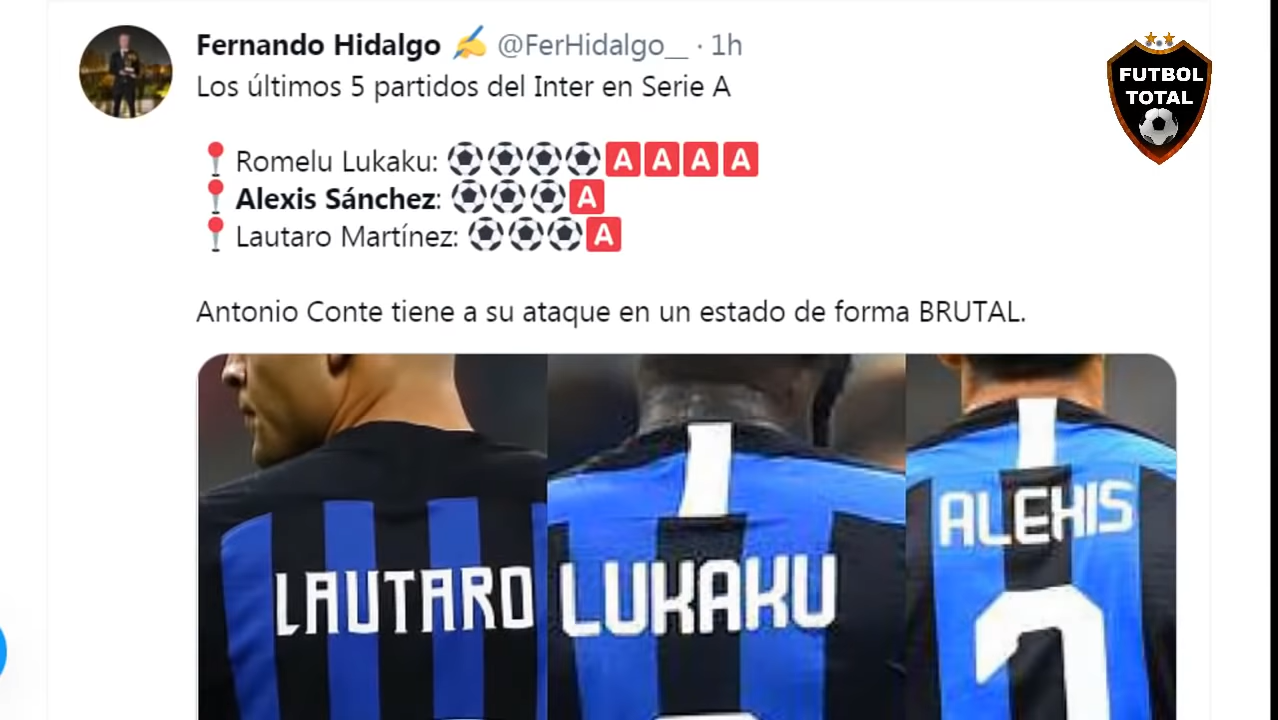 Fernando Hidalgo ✍️ @FerHidalgo__ · 1h
Los últimos 5 partidos del Inter en Serie A
📍 Romelu Lukaku: ⚽⚽⚽⚽🅰️🅰️🅰️🅰️
📍 Alexis Sánchez: ⚽⚽⚽🅰️
📍 Lautaro Martínez: ⚽⚽⚽🅰️
Antonio Conte tiene a su ataque en un estado de forma BRUTAL.
FUTBOL
TOTAL
LAUTARO
LUKAKU
ALEXIS
7